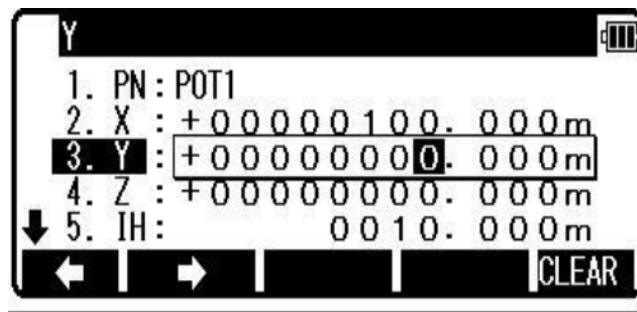 Y
1. PN : POT1
2. X : +00000100. 000m
3. Y : +00000000. 000m
4. Z : +00000000. 000m
5. IH : 0010. 000m
CLEAR